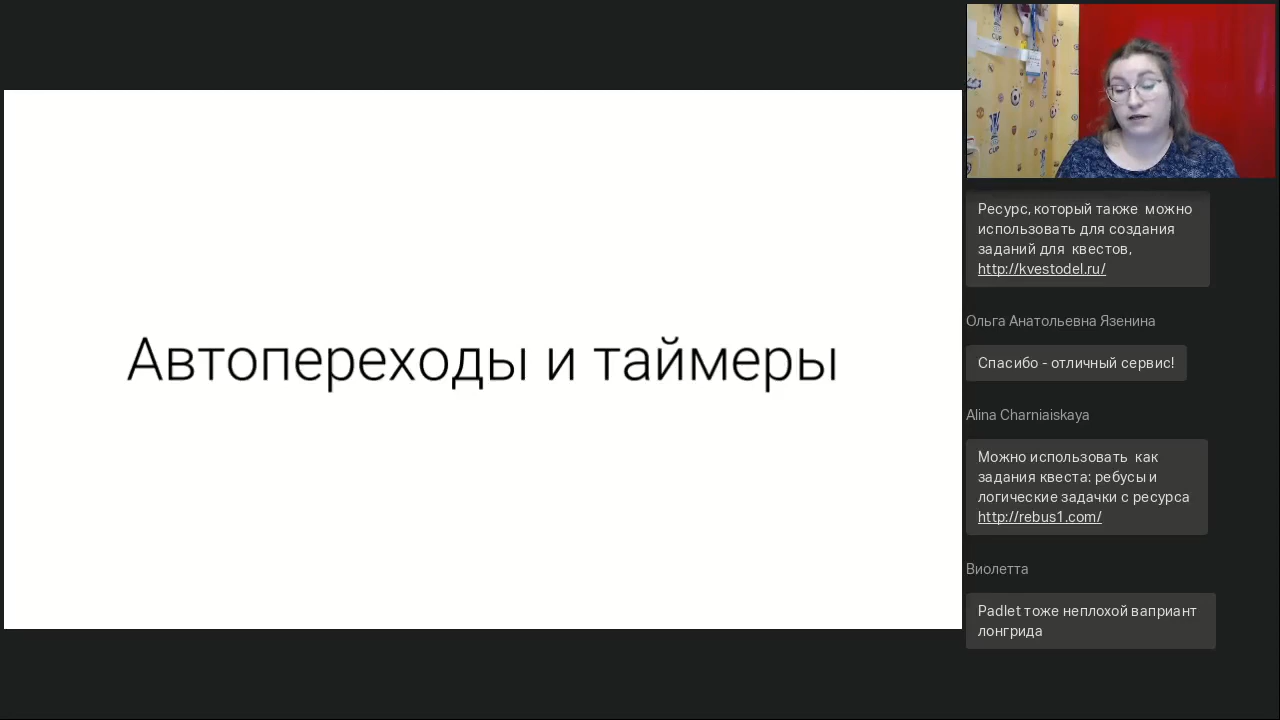 Автопереходы и таймеры
CUP
CUP
Ресурс, который также можно
использовать для создания
заданий для квестов,
http://kvestodel.ru/
Ольга Анатольевна Язенина
Спасибо - отличный сервис!
Alina Charniaiskaya
Можно использовать как
задания квеста: ребусы и
логические задачки с ресурса
http://rebus1.com/
Виолетта
Padlet тоже неплохой ваприант
лонгрида